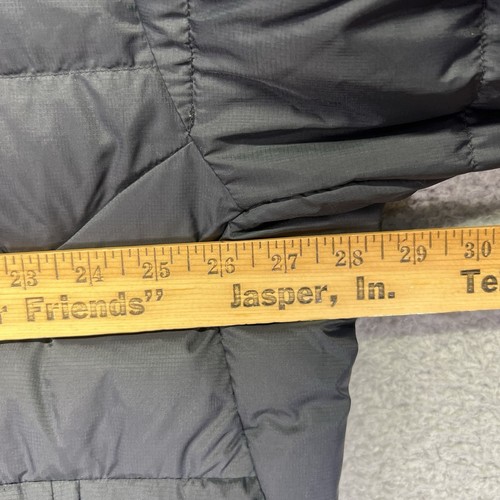 23 24 25 26 27 28 29 30
r Friends” Jasper, In. Te